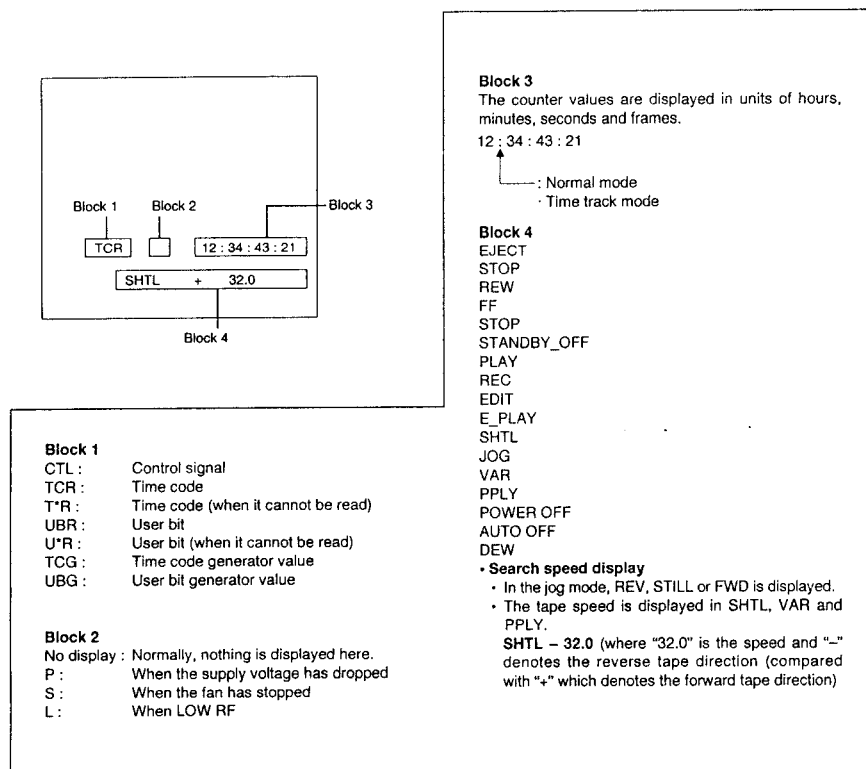 Block 1
Block 2
Block 3
TCR
12 : 34 : 43 : 21
SHTL + 32.0
Block 4
Block 1
CTL : Control signal
TCR : Time code
T*R : Time code (when it cannot be read)
UBR : User bit
U*R : User bit (when it cannot be read)
TCG : Time code generator value
UBG : User bit generator value
Block 2
No display : Normally, nothing is displayed here.
P : When the supply voltage has dropped
S : When the fan has stopped
L : When LOW RF
Block 3
The counter values are displayed in units of hours,
minutes, seconds and frames.
12 : 34 : 43 : 21
: Normal mode
· Time track mode
Block 4
EJECT
STOP
REW
FF
STOP
STANDBY_OFF
PLAY
REC
EDIT
E_PLAY
SHTL
JOG
VAR
PPLY
POWER OFF
AUTO OFF
DEW
• Search speed display
• In the jog mode, REV, STILL or FWD is displayed.
• The tape speed is displayed in SHTL, VAR and
PPLY.
SHTL – 32.0 (where “32.0” is the speed and “–”
denotes the reverse tape direction (compared
with “+” which denotes the forward tape direction)